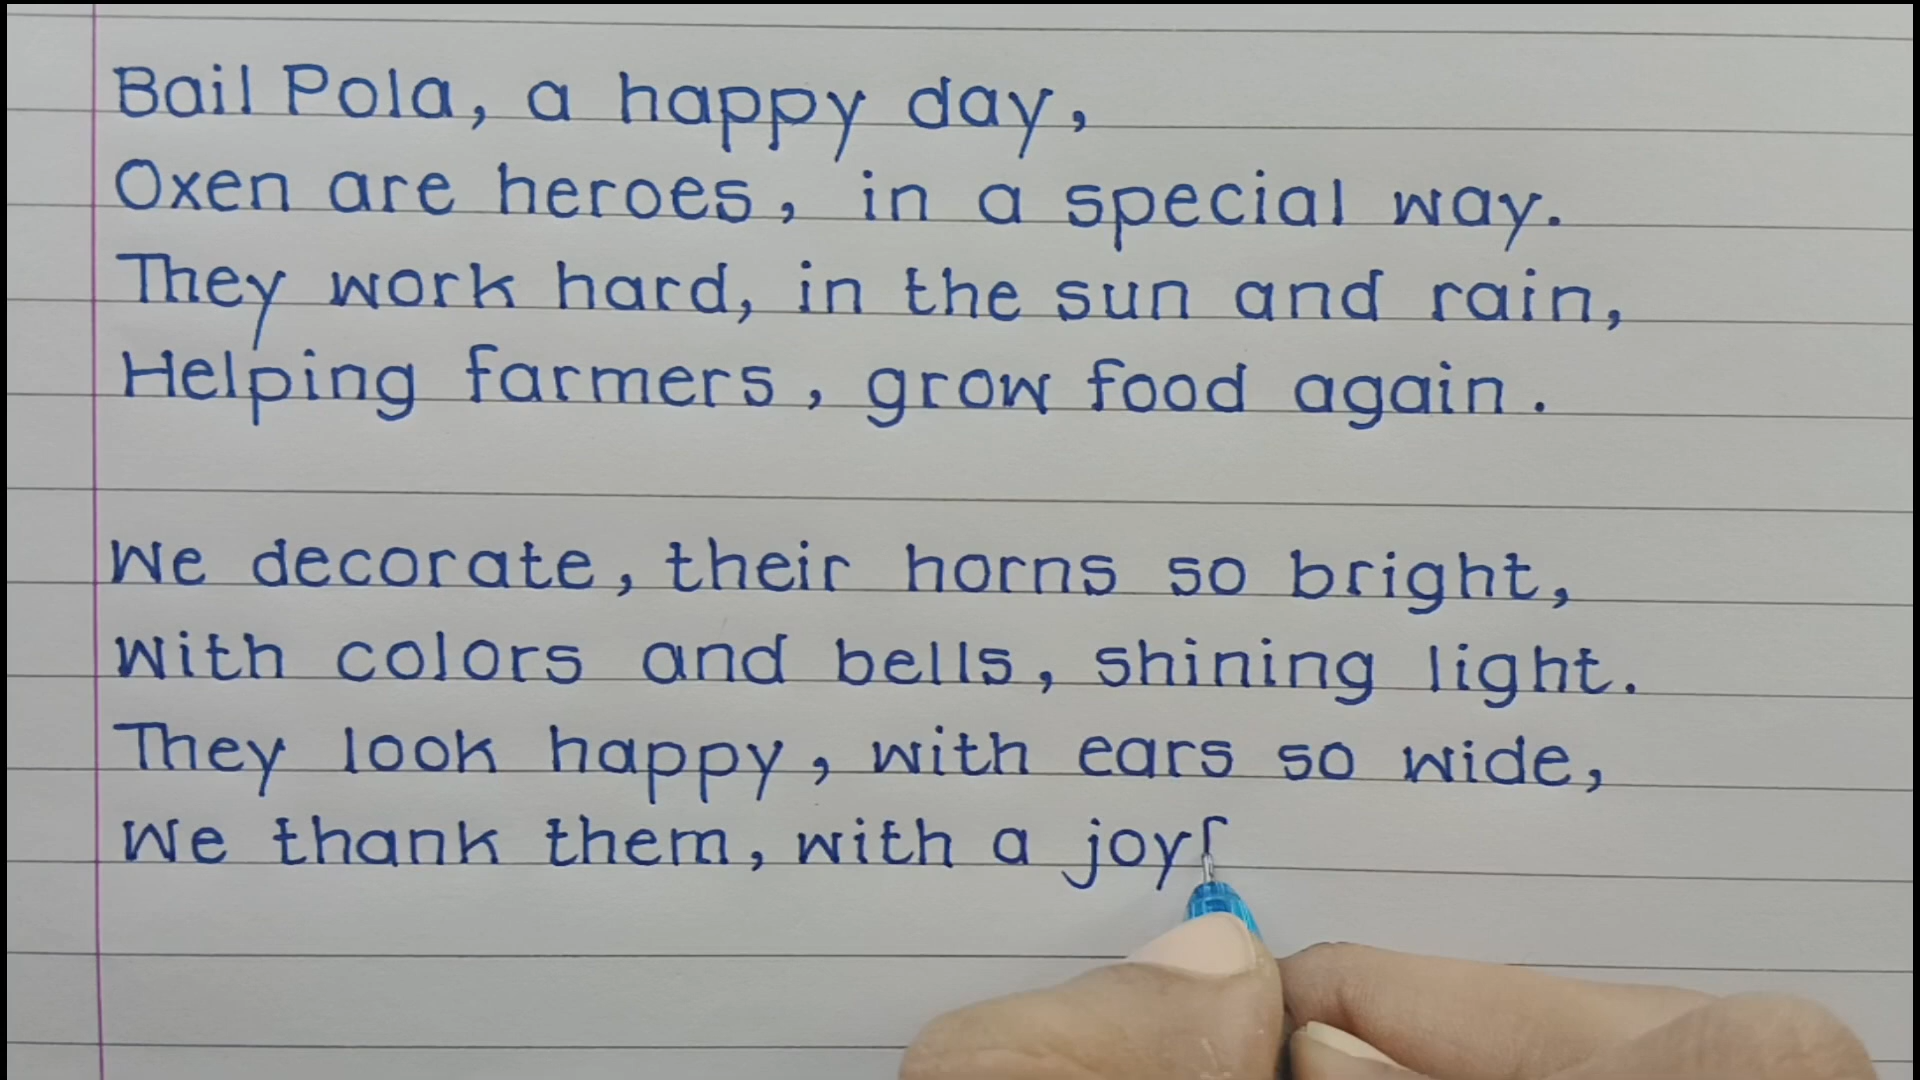 Bail Pola, a happy day,
Oxen are heroes, in a special way.
They work hard, in the sun and rain,
Helping farmers, grow food again.
We decorate, their horns so bright,
With colors and bells, shining light.
They look happy, with ears so wide,
We thank them, with a joyf